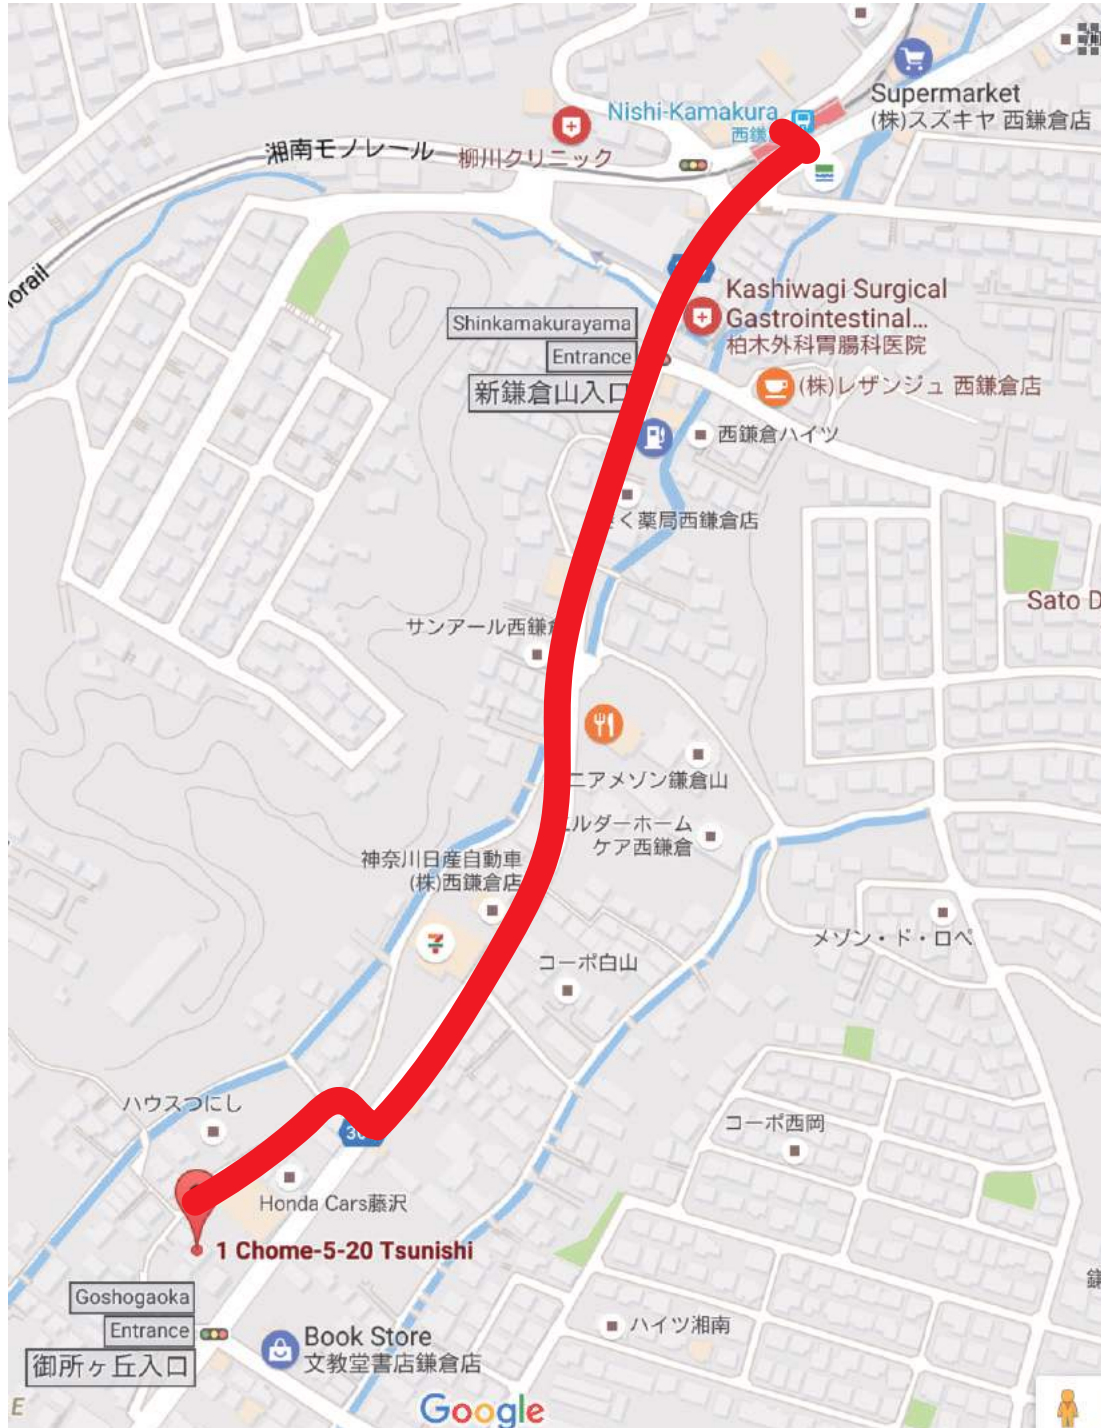 Supermarket
(株)スズキヤ 西鎌倉店
Nishi-Kamakura
西鎌
柳川クリニック
湘南モノレール
orail
Kashiwagi Surgical
Gastrointestinal...
柏木外科胃腸科医院
Shinkamakurayama
Entrance
新鎌倉山入口
(株)レザンジュ 西鎌倉店
西鎌倉ハイツ
く薬局西鎌倉店
Sato D
サンアール西鎌倉
ニアメゾン鎌倉山
ルダーホーム
ケア西鎌倉
神奈川日産自動車
(株)西鎌倉店
メゾン・ド・ロペ
コーポ白山
ハウスつにし
30
コーポ西岡
Honda Cars藤沢
1 Chome-5-20 Tsunishi
Goshogaoka
Entrance
御所ヶ丘入口
Book Store
文教堂書店鎌倉店
ハイツ湘南
鎌
E
Google